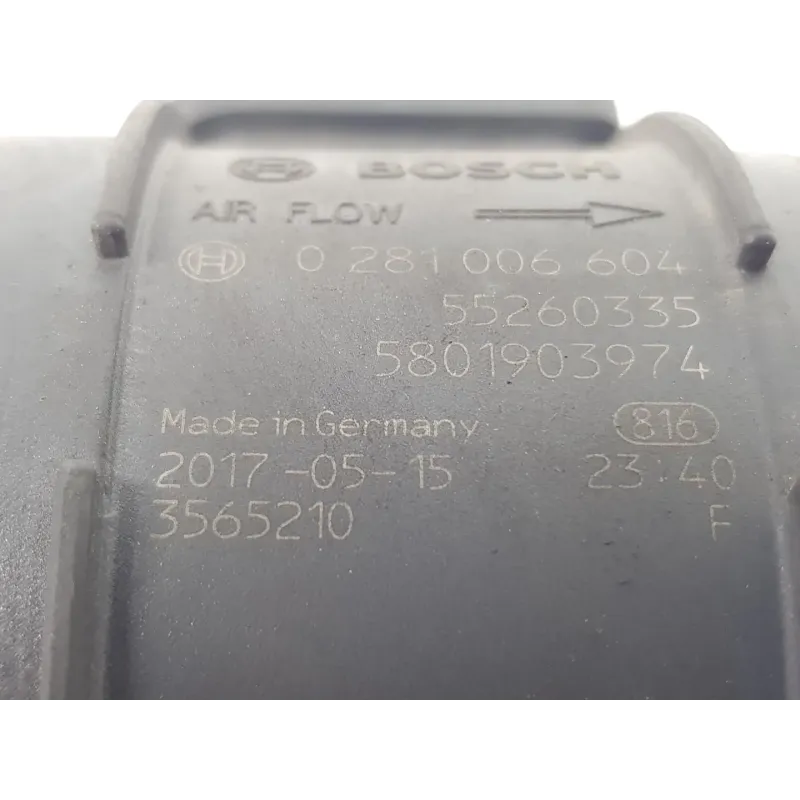 BOSCH
AIR FLOW
0 281 006 604
55260335
5801903974
Made in Germany 816
2017-05-15 23:40
3565210 F